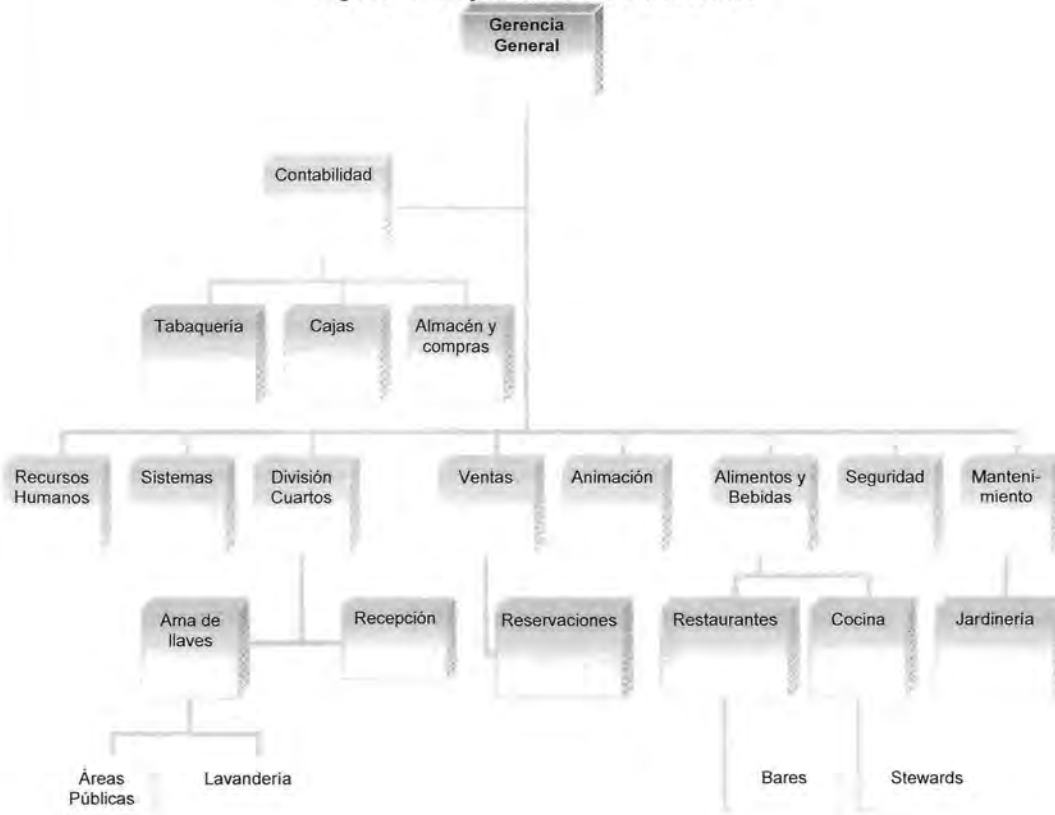 Gerencia
General
Contabilidad
Tabaquería
Cajas
Almacén y
compras
Recursos
Humanos
Sistemas
División
Cuartos
Ventas
Animación
Alimentos y
Bebidas
Seguridad
Manteni-
miento
Ama de
llaves
Recepción
Reservaciones
Restaurantes
Cocina
Jardinería
Áreas
Públicas
Lavandería
Bares
Stewards